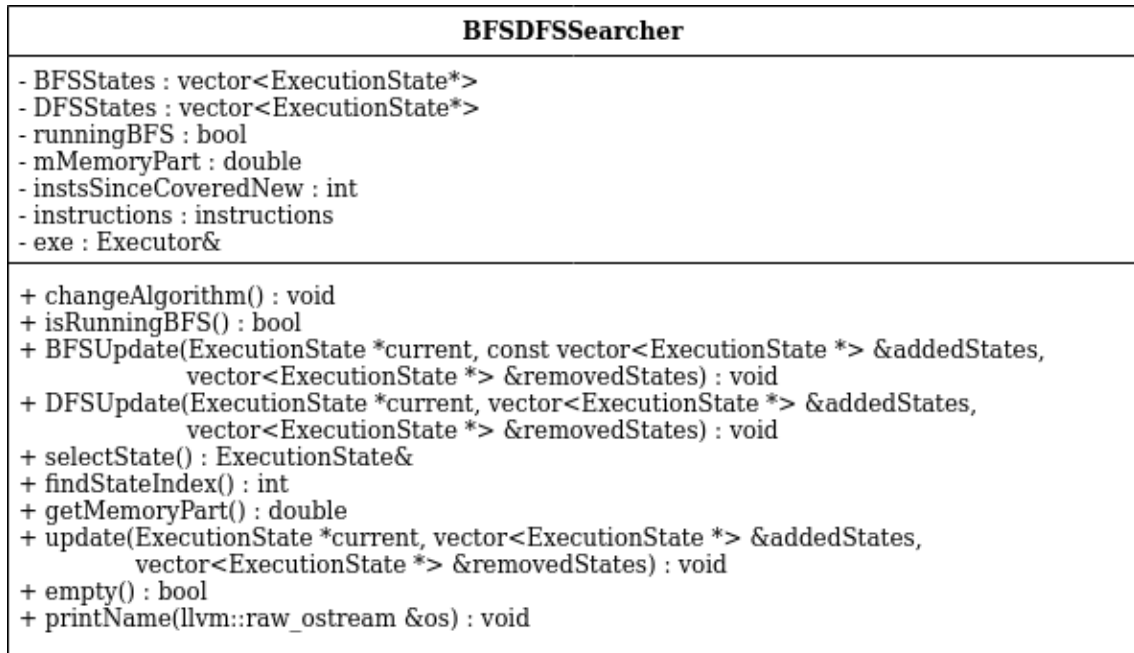 BFSDFSSearcher
- BFSStates : vector<ExecutionState*>
- DFSStates : vector<ExecutionState*>
- runningBFS : bool
- mMemoryPart : double
- instsSinceCoveredNew : int
- instructions : instructions
- exe : Executor&
+ changeAlgorithm() : void
+ isRunningBFS() : bool
+ BFSUpdate(ExecutionState *current, const vector<ExecutionState *> &addedStates,
vector<ExecutionState *> &removedStates) : void
+ DFSUpdate(ExecutionState *current, vector<ExecutionState *> &addedStates,
vector<ExecutionState *> &removedStates) : void
+ selectState() : ExecutionState&
+ findStateIndex() : int
+ getMemoryPart() : double
+ update(ExecutionState *current, vector<ExecutionState *> &addedStates,
vector<ExecutionState *> &removedStates) : void
+ empty() : bool
+ printName(llvm::raw_ostream &os) : void